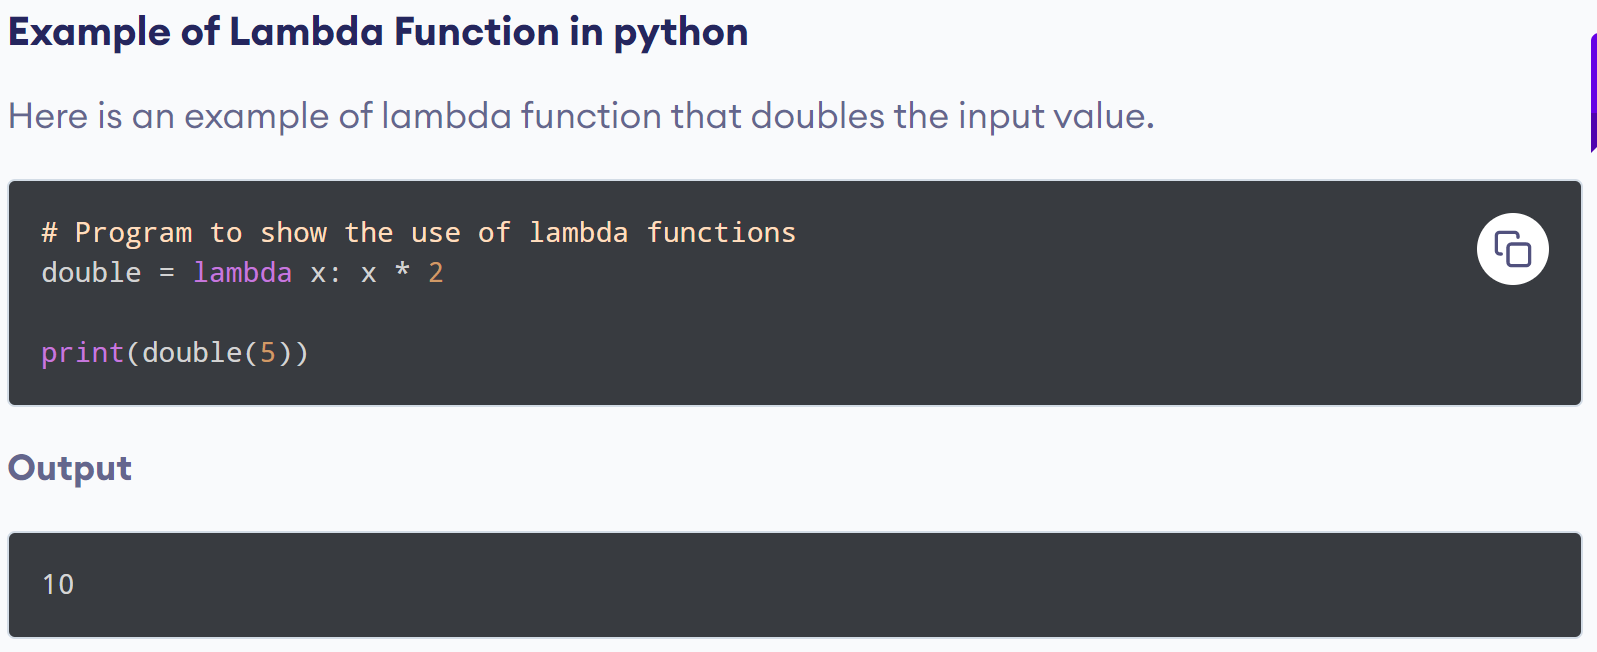 Example of Lambda Function in python
Here is an example of lambda function that doubles the input value.
# Program to show the use of lambda functions
double = lambda x: x * 2
print(double(5))
Output
10